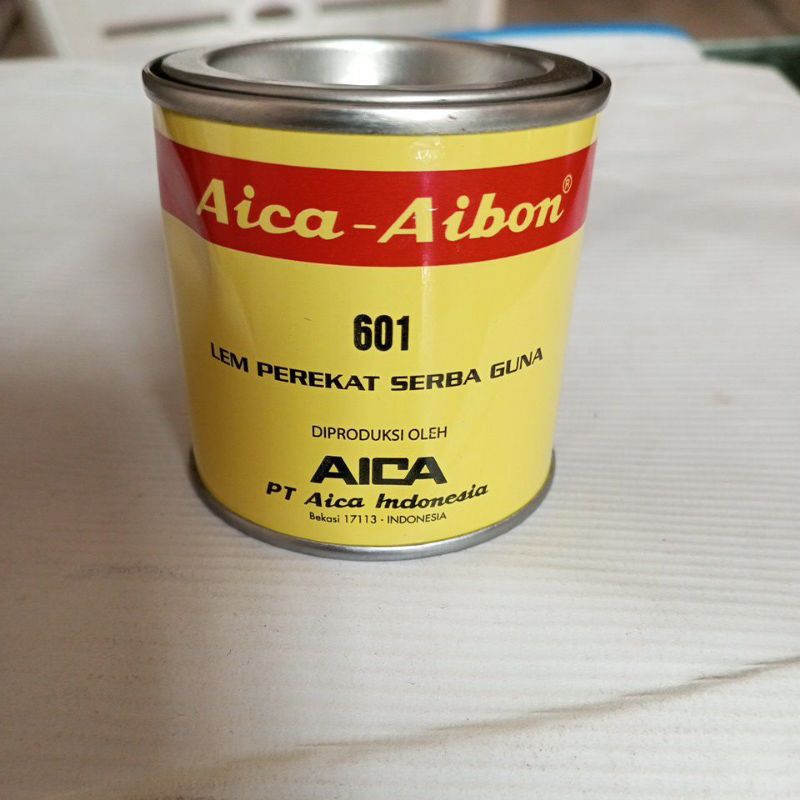 Aica-Aibon®
601
LEM PEREKAT SERBA GUNA
DIPRODUKSI OLEH
AICA
PT Aica Indonesia
Bekasi 17113 - INDONESIA